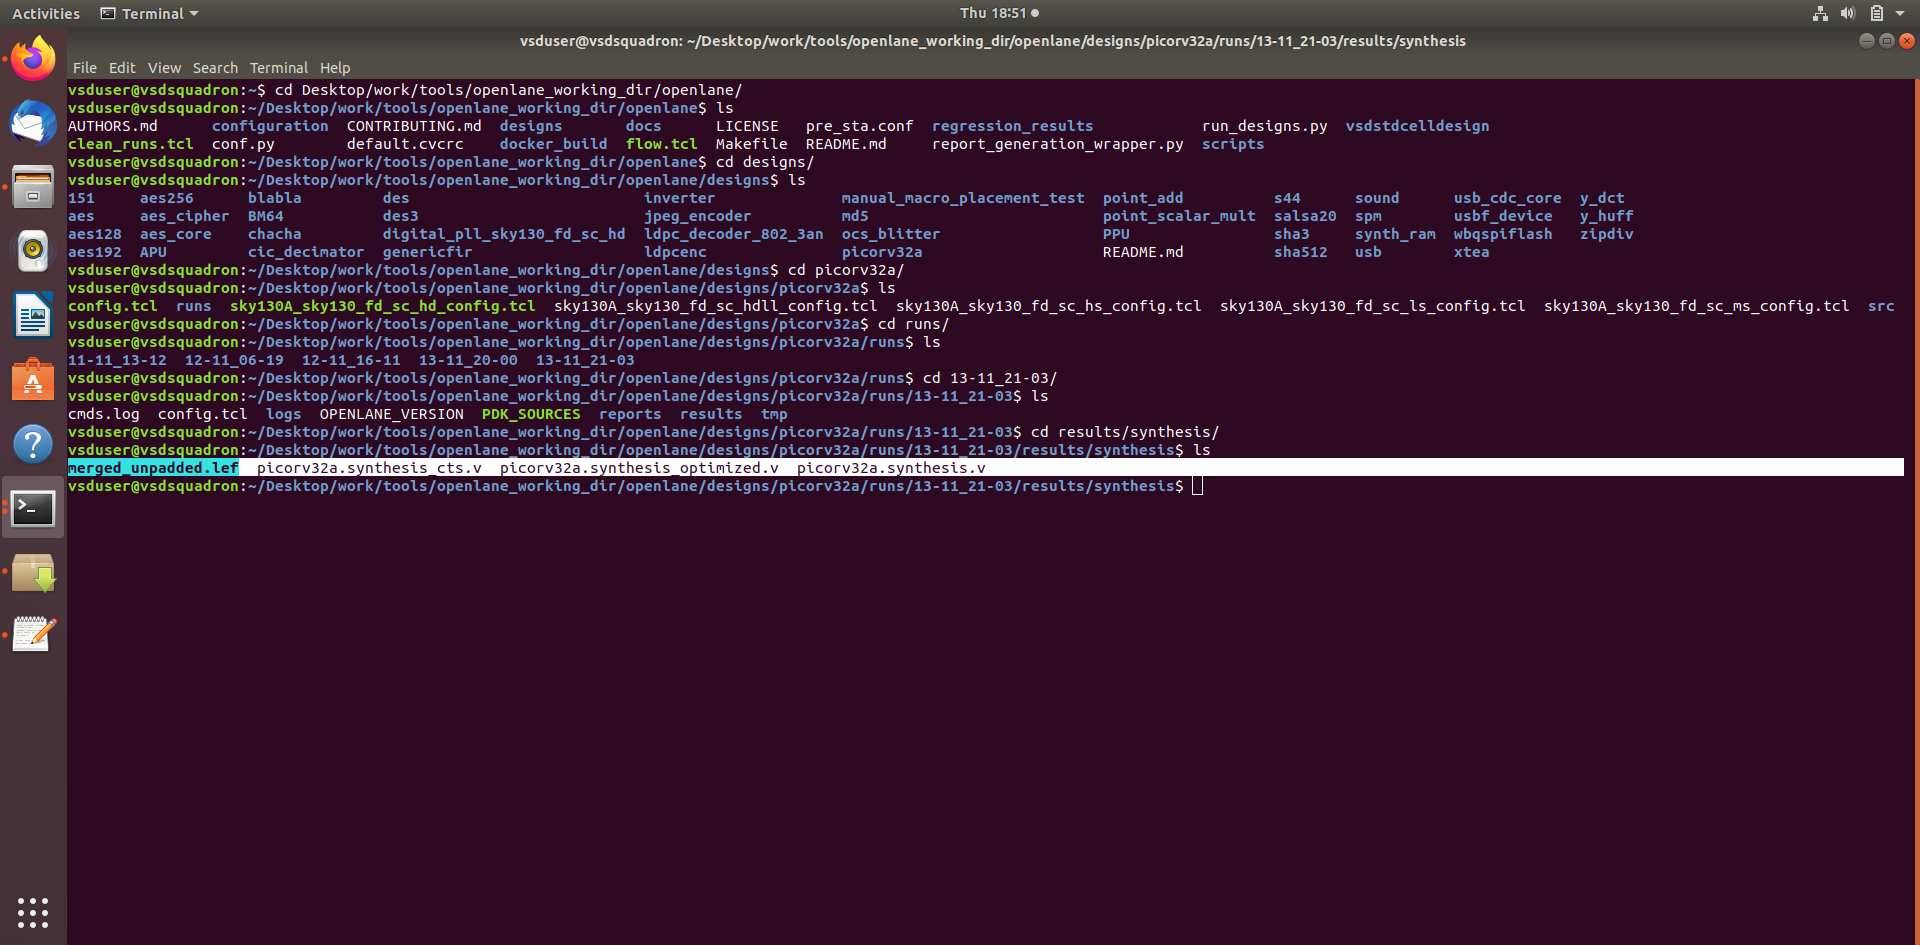 Activities Terminal Thu 18:51
vsduser@vsdsquadron: ~/Desktop/work/tools/openlane_working_dir/openlane/designs/picorv32a/runs/13-11_21-03/results/synthesis
File Edit View Search Terminal Help
vsduser@vsdsquadron:~$ cd Desktop/work/tools/openlane_working_dir/openlane/
vsduser@vsdsquadron:~/Desktop/work/tools/openlane_working_dir/openlane$ ls
AUTHORS.md configuration CONTRIBUTING.md designs docs LICENSE pre_sta.conf regression_results run_designs.py vsdstdcelldesign
clean_runs.tcl conf.py default.cvcrc docker_build flow.tcl Makefile README.md report_generation_wrapper.py scripts
vsduser@vsdsquadron:~/Desktop/work/tools/openlane_working_dir/openlane$ cd designs/
vsduser@vsdsquadron:~/Desktop/work/tools/openlane_working_dir/openlane/designs$ ls
151 aes256 blabla des inverter manual_macro_placement_test point_add s44 sound usb_cdc_core y_dct
aes aes_cipher BM64 des3 jpeg_encoder md5 point_scalar_mult salsa20 spm usbf_device y_huff
aes128 aes_core chacha digital_pll_sky130_fd_sc_hd ldpc_decoder_802_3an ocs_blitter PPU sha3 synth_ram wbqspiflash zipdiv
aes192 APU cic_decimator genericfir ldpcenc picorv32a README.md sha512 usb xtea
vsduser@vsdsquadron:~/Desktop/work/tools/openlane_working_dir/openlane/designs$ cd picorv32a/
vsduser@vsdsquadron:~/Desktop/work/tools/openlane_working_dir/openlane/designs/picorv32a$ ls
config.tcl runs sky130A_sky130_fd_sc_hd_config.tcl sky130A_sky130_fd_sc_hdll_config.tcl sky130A_sky130_fd_sc_hs_config.tcl sky130A_sky130_fd_sc_ls_config.tcl sky130A_sky130_fd_sc_ms_config.tcl src
vsduser@vsdsquadron:~/Desktop/work/tools/openlane_working_dir/openlane/designs/picorv32a$ cd runs/
vsduser@vsdsquadron:~/Desktop/work/tools/openlane_working_dir/openlane/designs/picorv32a/runs$ ls
11-11_13-12 12-11_06-19 12-11_16-11 13-11_20-00 13-11_21-03
vsduser@vsdsquadron:~/Desktop/work/tools/openlane_working_dir/openlane/designs/picorv32a/runs$ cd 13-11_21-03/
vsduser@vsdsquadron:~/Desktop/work/tools/openlane_working_dir/openlane/designs/picorv32a/runs/13-11_21-03$ ls
cmds.log config.tcl logs OPENLANE_VERSION PDK_SOURCES reports results tmp
vsduser@vsdsquadron:~/Desktop/work/tools/openlane_working_dir/openlane/designs/picorv32a/runs/13-11_21-03$ cd results/synthesis/
vsduser@vsdsquadron:~/Desktop/work/tools/openlane_working_dir/openlane/designs/picorv32a/runs/13-11_21-03/results/synthesis$ ls
merged_unpadded.lef picorv32a.synthesis_cts.v picorv32a.synthesis_optimized.v picorv32a.synthesis.v
vsduser@vsdsquadron:~/Desktop/work/tools/openlane_working_dir/openlane/designs/picorv32a/runs/13-11_21-03/results/synthesis$